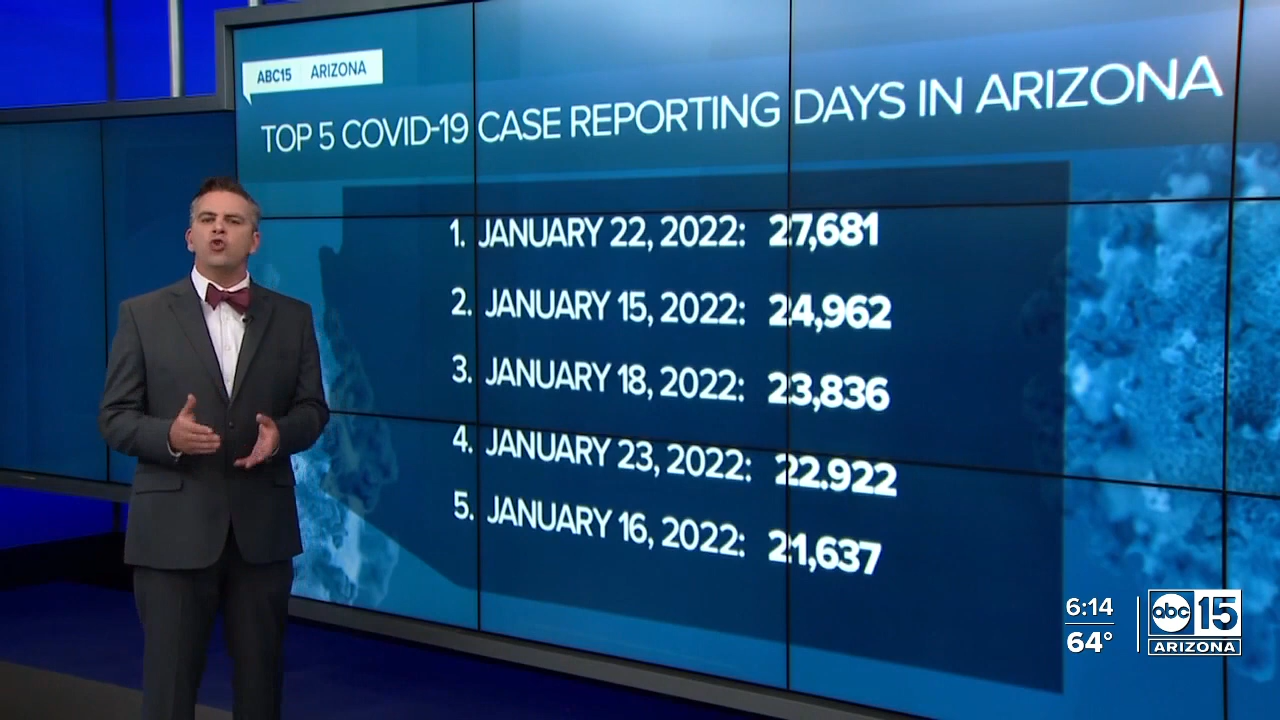 ABC15 ARIZONA
TOP 5 COVID-19 CASE REPORTING DAYS IN ARIZONA
1. JANUARY 22, 2022: 27,681
2. JANUARY 15, 2022: 24,962
3. JANUARY 18, 2022: 23,836
4. JANUARY 23, 2022: 22.922
5. JANUARY 16, 2022: 21,637
6:14
64°
abc 15
ARIZONA